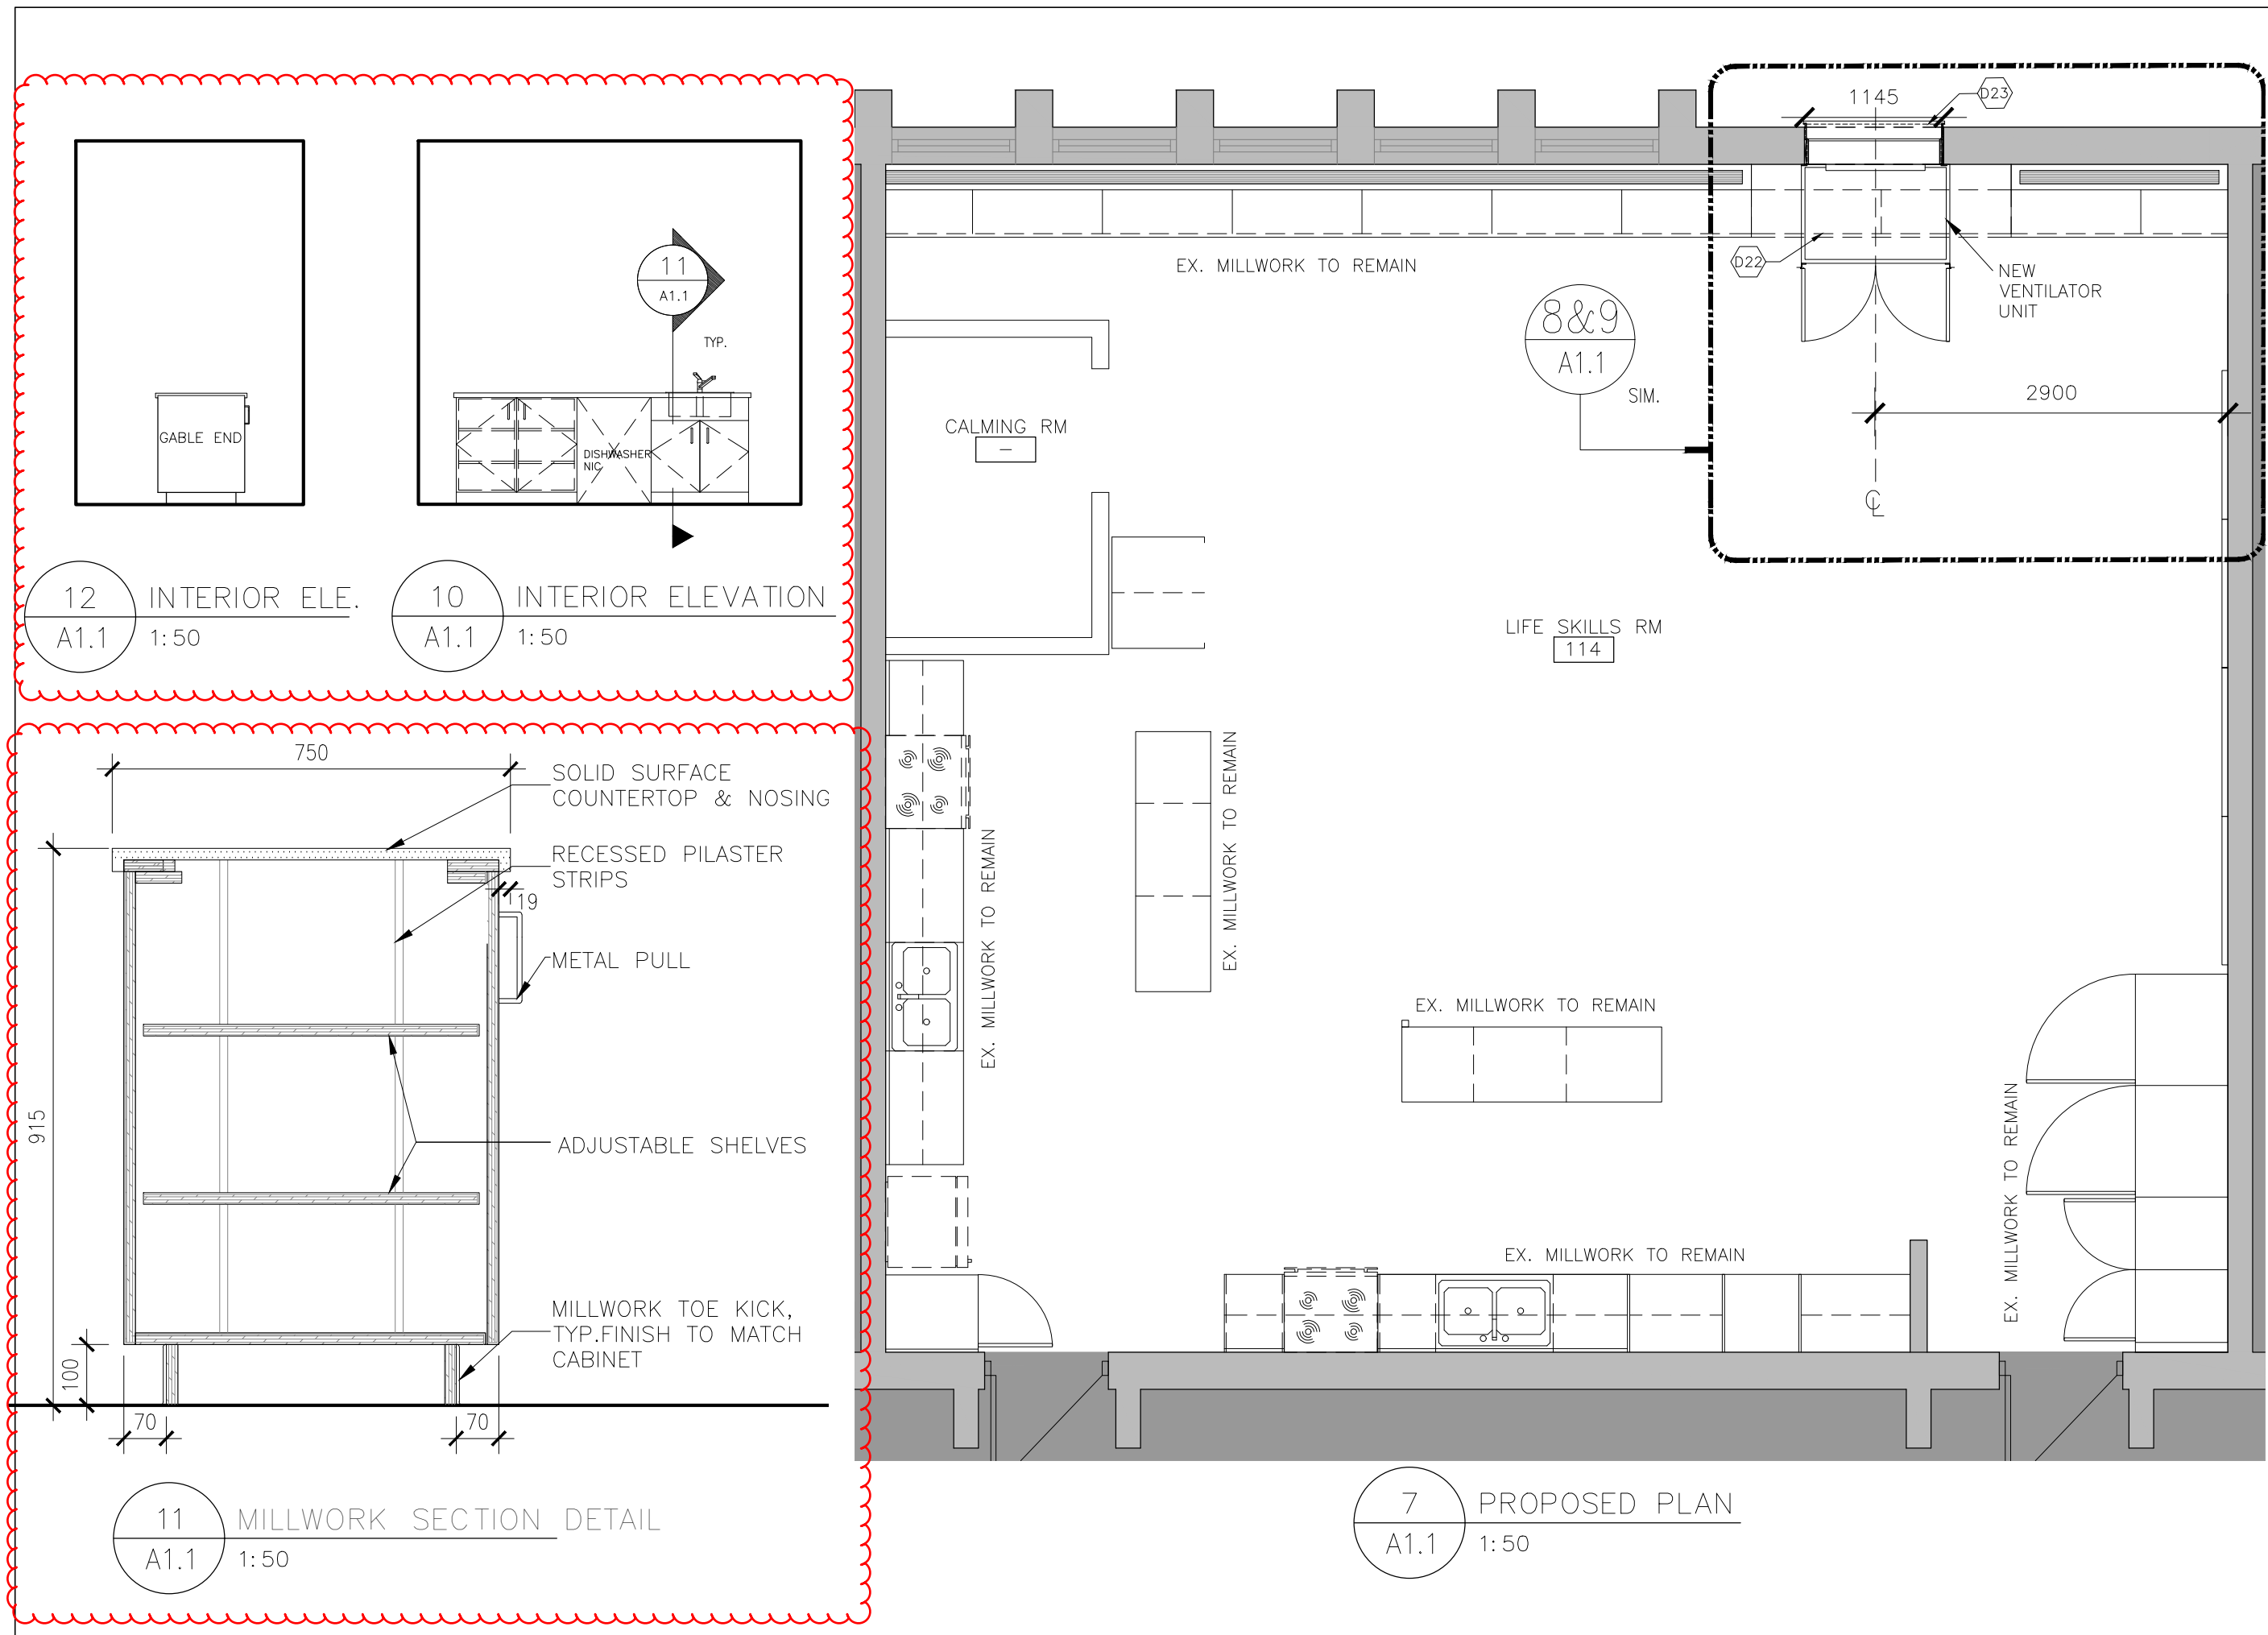 GABLE END
12
A1.1
INTERIOR ELE.
1:50
11
A1.1
TYP.
DISHWASHER
NIC
10
A1.1
INTERIOR ELEVATION
1:50
750
SOLID SURFACE
COUNTERTOP & NOSING
RECESSED PILASTER
STRIPS
19
METAL PULL
915
ADJUSTABLE SHELVES
MILLWORK TOE KICK,
TYP.FINISH TO MATCH
CABINET
100
70
70
11
A1.1
MILLWORK SECTION DETAIL
1:50
1145
D23
EX. MILLWORK TO REMAIN
D22
NEW
VENTILATOR
UNIT
8&9
A1.1
SIM.
2900
CALMING RM
-
CL
LIFE SKILLS RM
114
EX. MILLWORK TO REMAIN
EX. MILLWORK TO REMAIN
EX. MILLWORK TO REMAIN
EX. MILLWORK TO REMAIN
EX. MILLWORK TO REMAIN
7
A1.1
PROPOSED PLAN
1:50